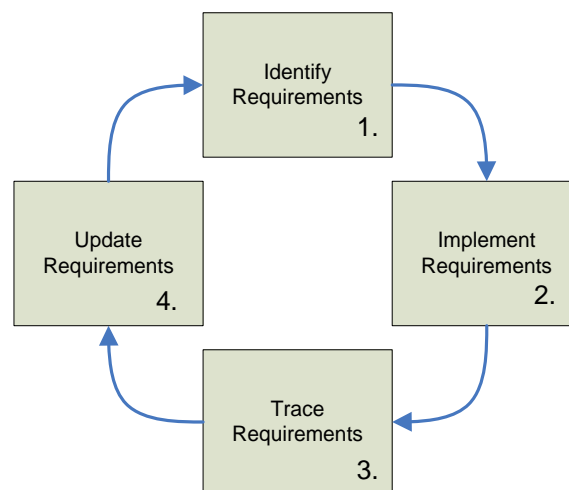 Identify
Requirements
1.
Update
Requirements
4.
Implement
Requirements
2.
Trace
Requirements
3.